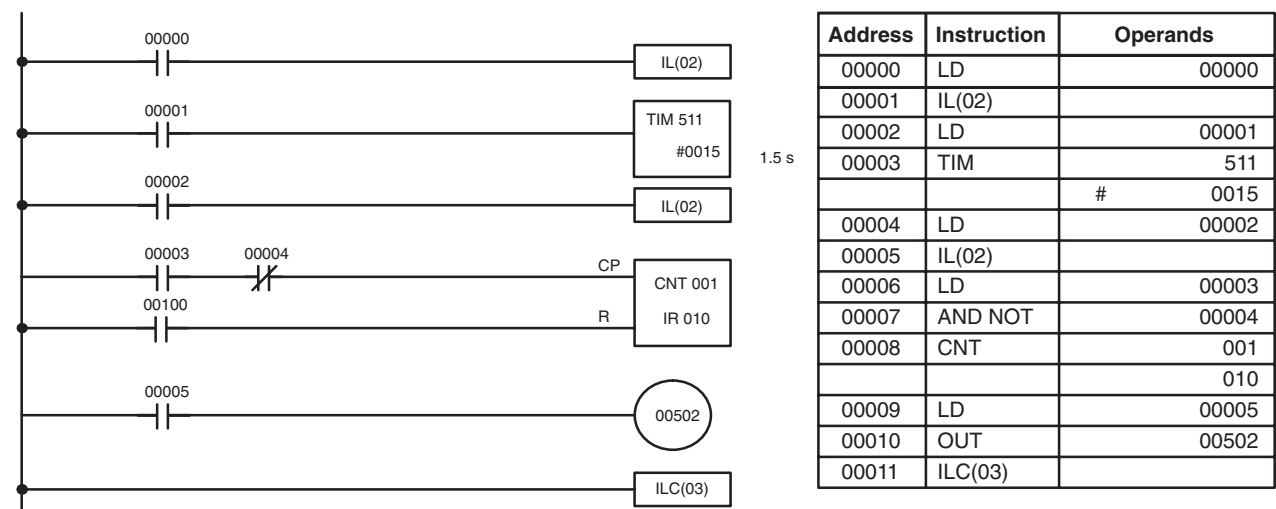 00000
IL(02)
00001
TIM 511
#0015
1.5 s
00002
IL(02)
00003 00004
CP
CNT 001
00100
R
IR 010
00005
00502
ILC(03)
Address Instruction Operands
00000 LD 00000
00001 IL(02)
00002 LD 00001
00003 TIM 511
# 0015
00004 LD 00002
00005 IL(02)
00006 LD 00003
00007 AND NOT 00004
00008 CNT 001
010
00009 LD 00005
00010 OUT 00502
00011 ILC(03)